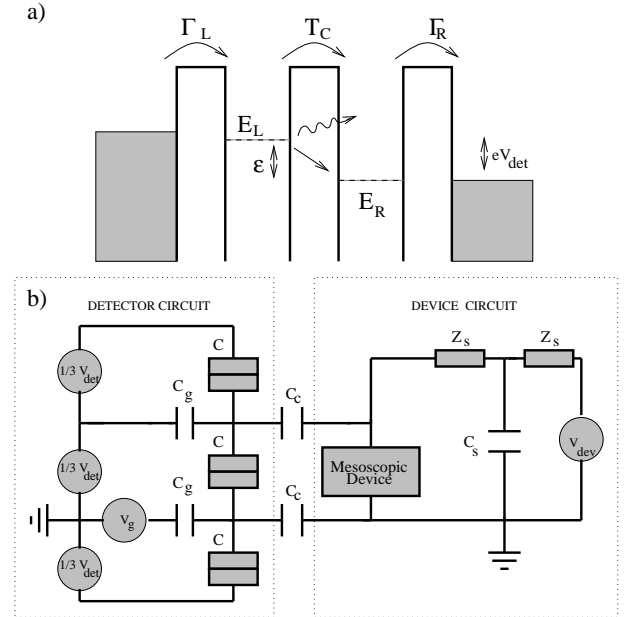 a)
Γ_L T_C Γ_R
E_L
ε eV_det
E_R
b)
DETECTOR CIRCUIT DEVICE CIRCUIT
C Z_s Z_s
1/3 V_det
C_g C_c
C C_s V_dev
1/3 V_det
Mesoscopic
Device
C_g C_c
V_g
C
1/3 V_det